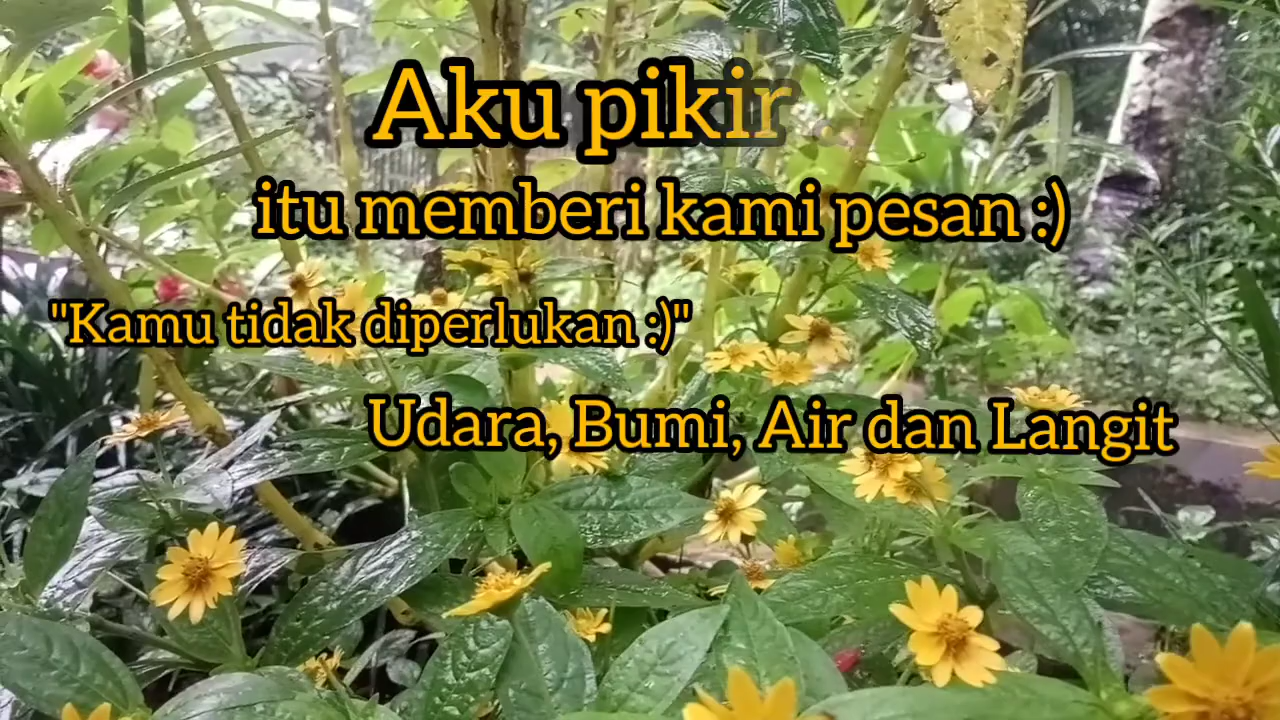 Aku pikir ...
itu memberi kami pesan :)
"Kamu tidak diperlukan :)"
Udara, Bumi, Air dan Langit